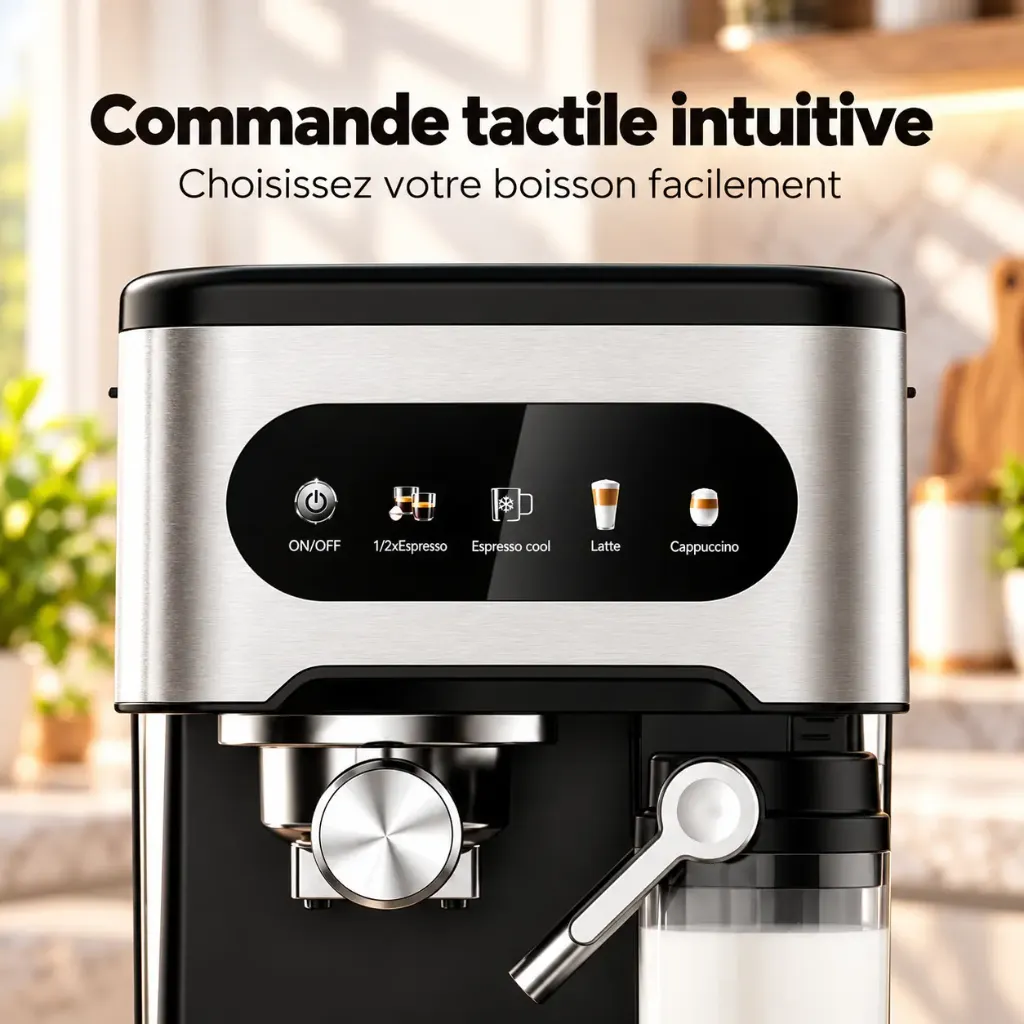 Commande tactile intuitive
Choisissez votre boisson facilement
ON/OFF 1/2xEspresso Espresso cool Latte Cappuccino